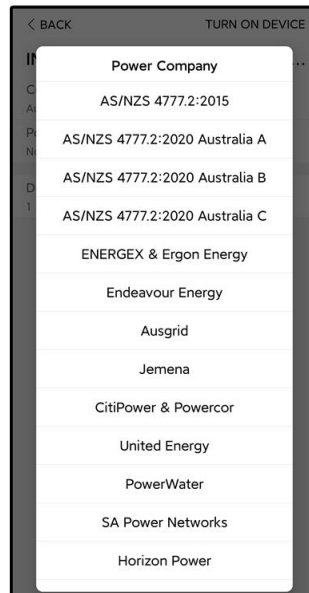 < BACK
TURN ON DEVICE
Power Company
AS/NZS 4777.2:2015
AS/NZS 4777.2:2020 Australia A
AS/NZS 4777.2:2020 Australia B
AS/NZS 4777.2:2020 Australia C
ENERGEX & Ergon Energy
Endeavour Energy
Ausgrid
Jemena
CitiPower & Powercor
United Energy
PowerWater
SA Power Networks
Horizon Power
1